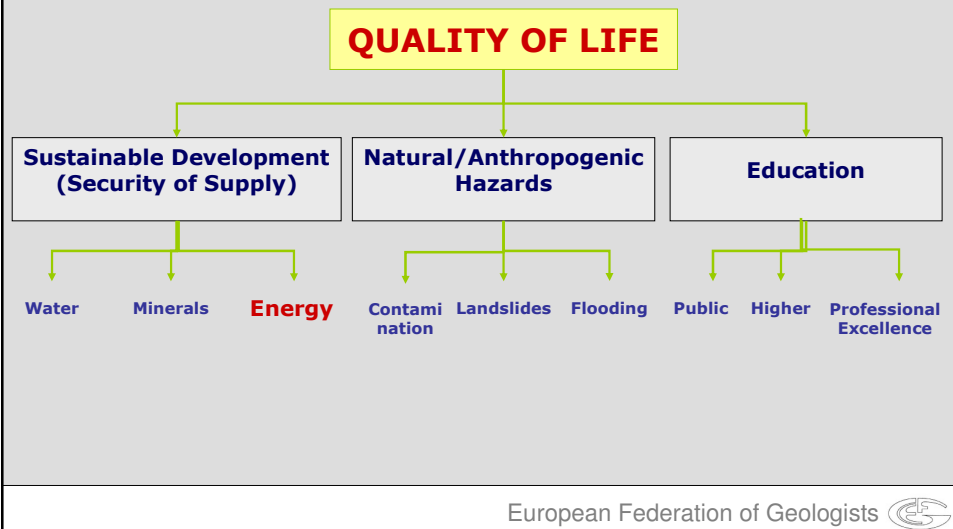 QUALITY OF LIFE
Sustainable Development
(Security of Supply)
Natural/Anthropogenic
Hazards
Education
Water
Minerals
Energy
Contami
nation
Landslides
Flooding
Public
Higher
Professional
Excellence
European Federation of Geologists